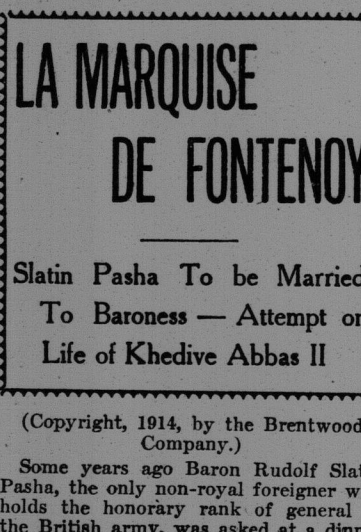 LA MARQUISE
DE FONTENOY
Slatin Pasha To be Married
To Baroness — Attempt on
Life of Khedive Abbas II
(Copyright, 1914, by the Brentwood
Company.)
Some years ago Baron Rudolf Slat
Pasha, the only non-royal foreigner w
holds the honorary rank of general
the British army, was asked at a din